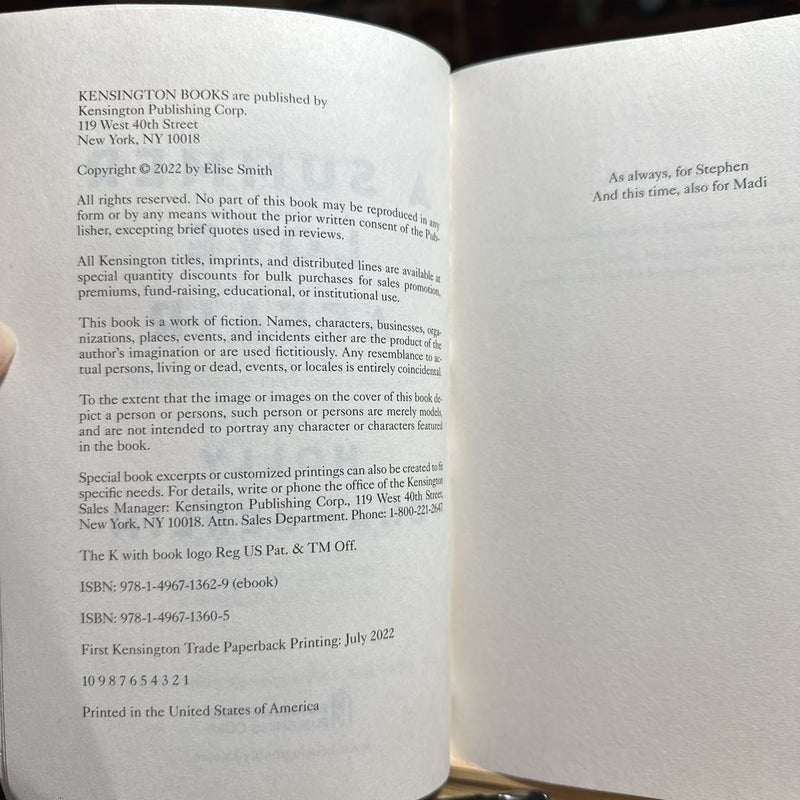 KENSINGTON BOOKS are published by
Kensington Publishing Corp.
119 West 40th Street
New York, NY 10018
Copyright © 2022 by Elise Smith
All rights reserved. No part of this book may be reproduced in any
form or by any means without the prior written consent of the Pub-
lisher, excepting brief quotes used in reviews.
All Kensington titles, imprints, and distributed lines are available at
special quantity discounts for bulk purchases for sales promotion,
premiums, fund-raising, educational, or institutional use.
This book is a work of fiction. Names, characters, businesses, orga-
nizations, places, events, and incidents either are the product of the
author's imagination or are used fictitiously. Any resemblance to ac-
tual persons, living or dead, events, or locales is entirely coincidental.
To the extent that the image or images on the cover of this book de-
pict a person or persons, such person or persons are merely models,
and are not intended to portray any character or characters featured
in the book.
Special book excerpts or customized printings can also be created to fit
specific needs. For details, write or phone the office of the Kensington
Sales Manager: Kensington Publishing Corp., 119 West 40th Street,
New York, NY 10018. Attn. Sales Department. Phone: 1-800-221-2647.
The K with book logo Reg US Pat. & TM Off.
ISBN: 978-1-4967-1362-9 (ebook)
ISBN: 978-1-4967-1360-5
First Kensington Trade Paperback Printing: July 2022
10 9 8 7 6 5 4 3 2 1
Printed in the United States of America
As always, for Stephen
And this time, also for Madi